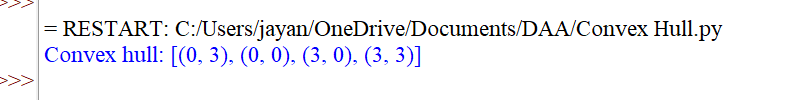 >>>
= RESTART: C:/Users/jayan/OneDrive/Documents/DAA/Convex Hull.py
Convex hull: [(0, 3), (0, 0), (3, 0), (3, 3)]
>>>